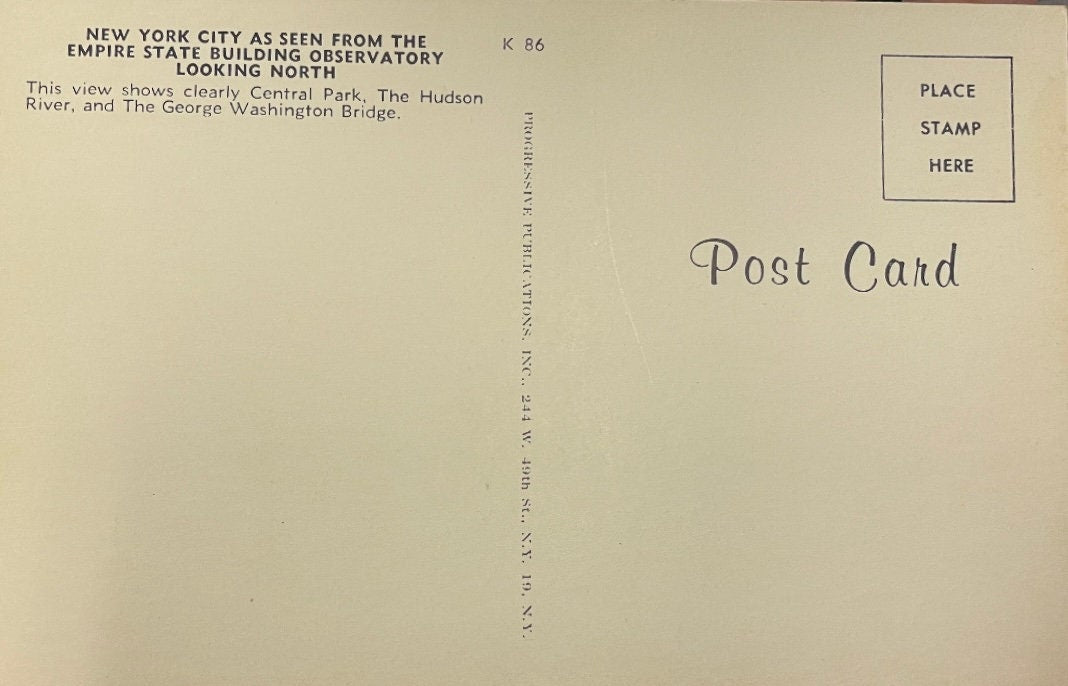 NEW YORK CITY AS SEEN FROM THE
EMPIRE STATE BUILDING OBSERVATORY
LOOKING NORTH
This view shows clearly Central Park, The Hudson
River, and The George Washington Bridge.
K 86
PROGRESSIVE PUBLICATIONS, INC., 244 W. 49th St., N.Y. 19, N.Y.
PLACE
STAMP
HERE
Post Card